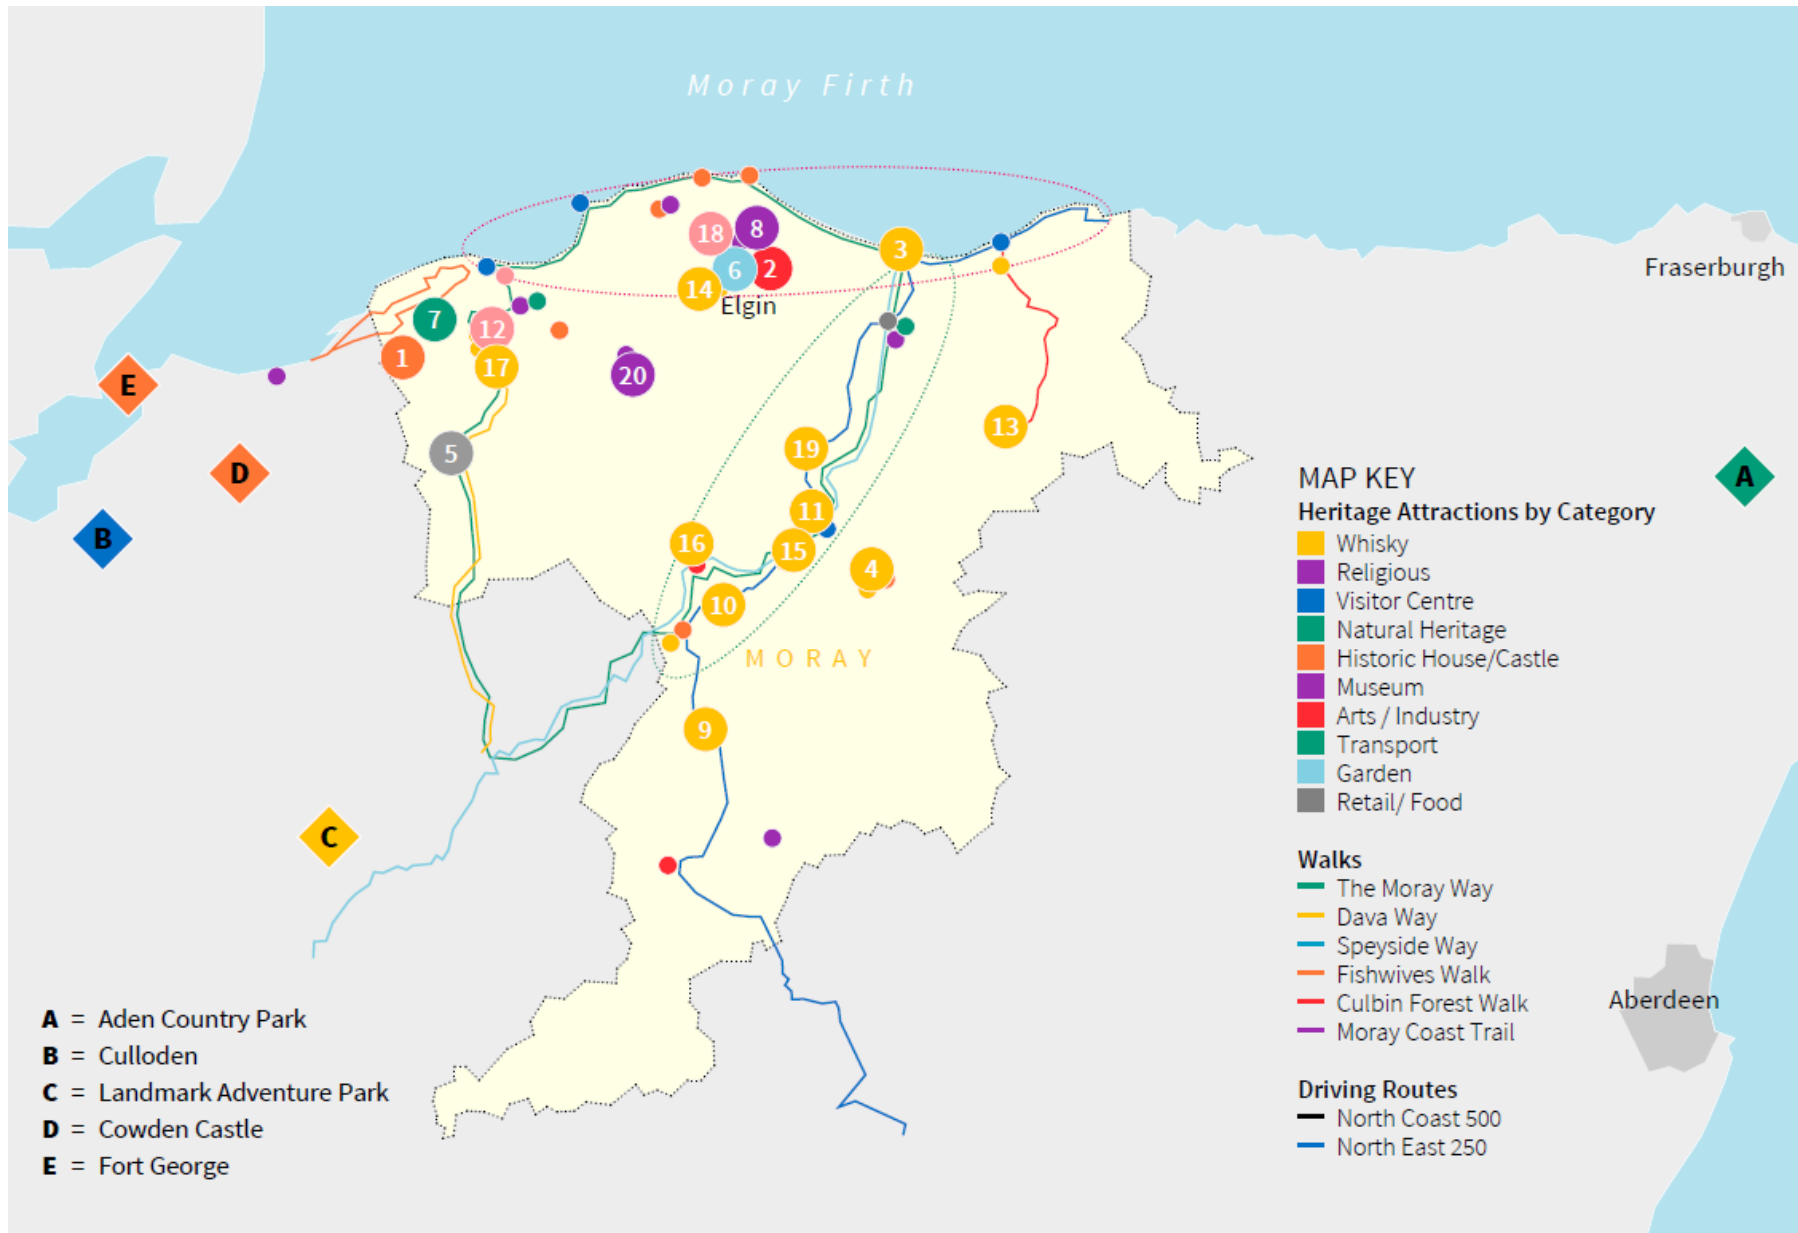 Moray Firth
18
8
3
6
2
14
Elgin
Fraserburgh
7
12
1
17
20
E
5
13
19
D
A
B
11
16
15
4
10
MORAY
9
C
MAP KEY
Heritage Attractions by Category
Whisky
Religious
Visitor Centre
Natural Heritage
Historic House/Castle
Museum
Arts / Industry
Transport
Garden
Retail/ Food
Walks
The Moray Way
Dava Way
Speyside Way
Fishwives Walk
Culbin Forest Walk
Moray Coast Trail
Driving Routes
North Coast 500
North East 250
Aberdeen
A = Aden Country Park
B = Culloden
C = Landmark Adventure Park
D = Cowden Castle
E = Fort George